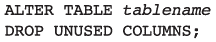 ALTER TABLE tablename
DROP UNUSED COLUMNS;